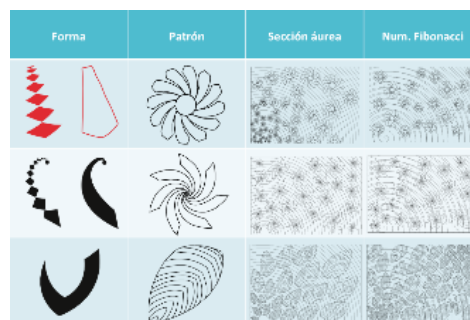 Forma
Patrón
Sección áurea
Num. Fibonacci